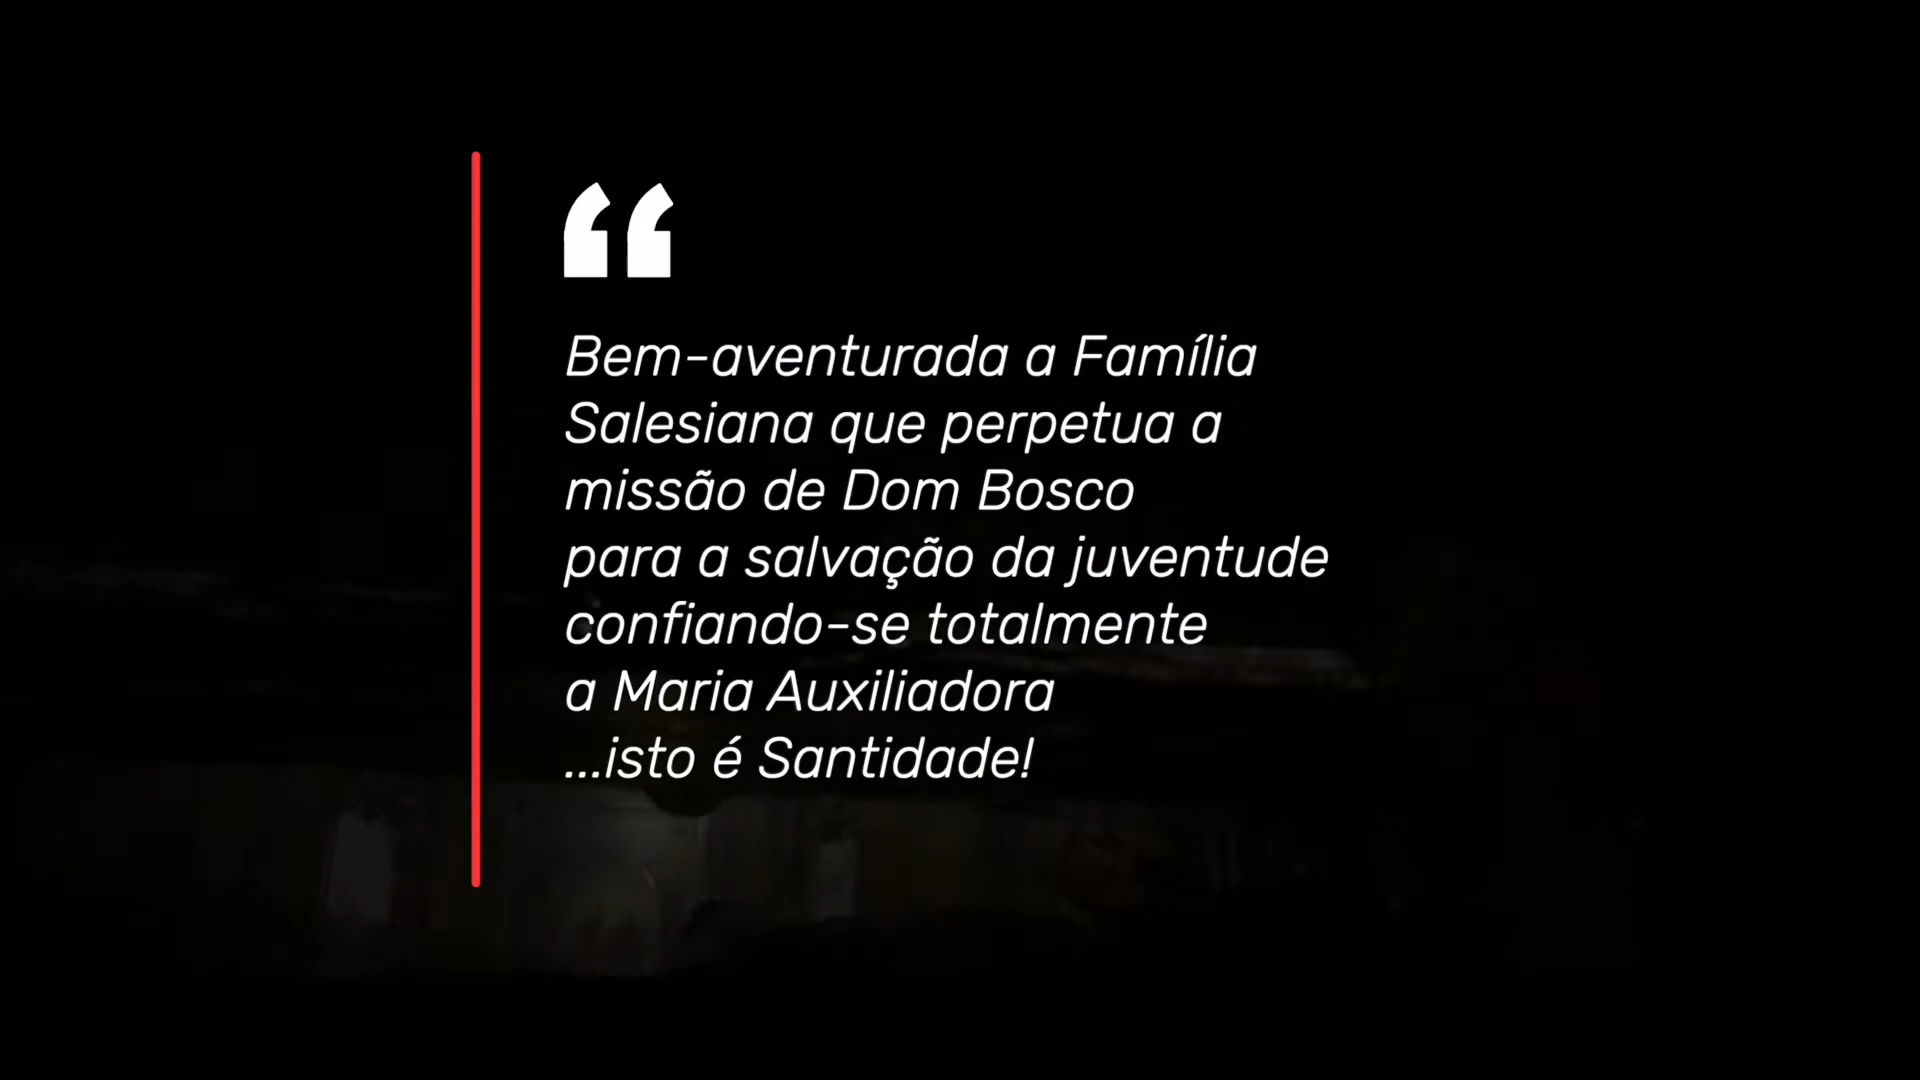 “
Bem-aventurada a Família
Salesiana que perpetua a
missão de Dom Bosco
para a salvação da juventude
confiando-se totalmente
a Maria Auxiliadora
...isto é Santidade!